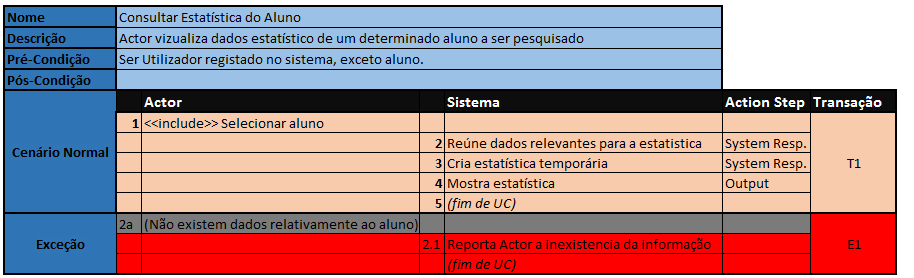 Nome Consultar Estatística do Aluno
Descrição Actor vizualiza dados estatístico de um determinado aluno a ser pesquisado
Pré-Condição Ser Utilizador registado no sistema, exceto aluno.
Pós-Condição
Actor Sistema Action Step Transação
Cenário Normal
1 <<include>> Selecionar aluno
2 Reúne dados relevantes para a estatistica System Resp.
3 Cria estatística temporária System Resp.
4 Mostra estatística Output
5 (fim de UC)
T1
Exceção
2a (Não existem dados relativamente ao aluno)
2.1 Reporta Actor a inexistencia da informação
(fim de UC)
E1